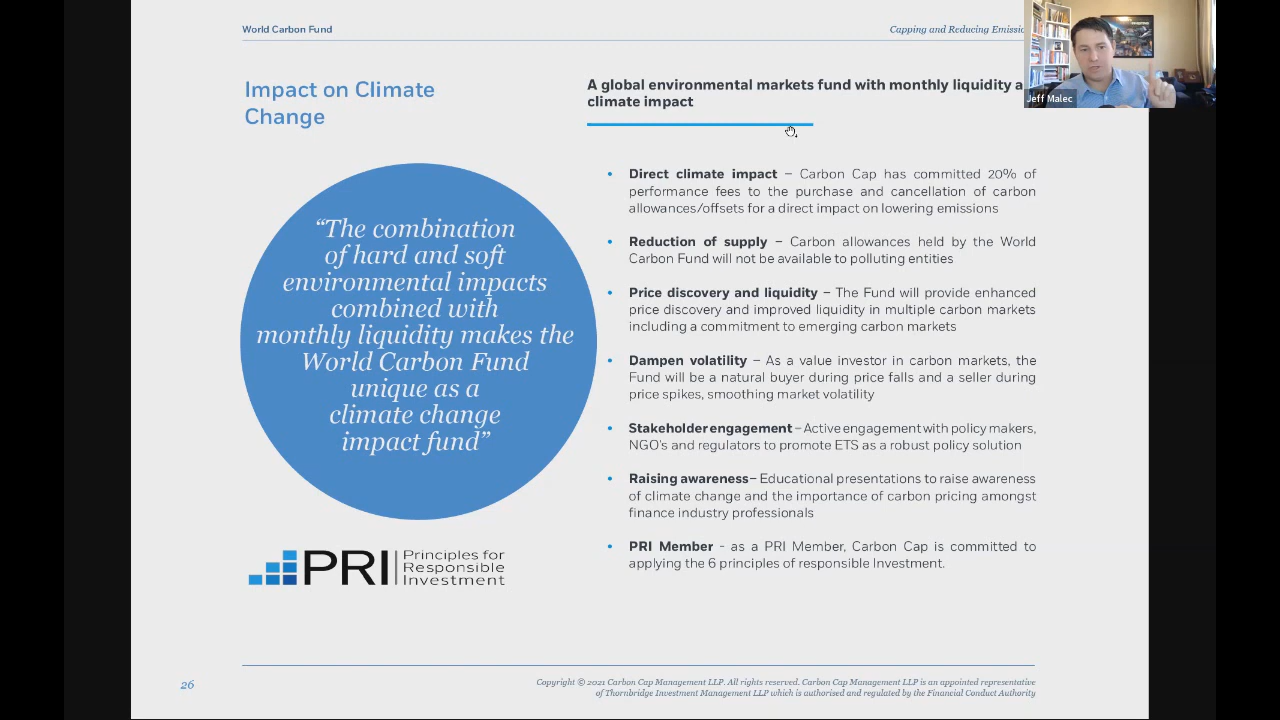 World Carbon Fund
Capping and Reducing
Jeff Malec
Impact on Climate
Change
A global environmental markets fund with monthly liquidity
climate impact
“The combination
of hard and soft
environmental impacts
combined with
monthly liquidity makes the
World Carbon Fund
unique as a
climate change
impact fund”
PRI
Principles for
Responsible
Investment
• Direct climate impact – Carbon Cap has committed 20% of
performance fees to the purchase and cancellation of carbon
allowances/offsets for a direct impact on lowering emissions
• Reduction of supply – Carbon allowances held by the World
Carbon Fund will not be available to polluting entities
• Price discovery and liquidity – The Fund will provide enhanced
price discovery and improved liquidity in multiple carbon markets
including a commitment to emerging carbon markets
• Dampen volatility – As a value investor in carbon markets, the
Fund will be a natural buyer during price falls and a seller during
price spikes, smoothing market volatility
• Stakeholder engagement – Active engagement with policy makers,
NGO’s and regulators to promote ETS as a robust policy solution
• Raising awareness– Educational presentations to raise awareness
of climate change and the importance of carbon pricing amongst
finance industry professionals
• PRI Member - as a PRI Member, Carbon Cap is committed to
applying the 6 principles of responsible Investment.
26
Copyright © 2021 Carbon Cap Management LLP. All rights reserved. Carbon Cap Management LLP is an appointed representative
of Thornbridge Investment Management LLP which is authorised and regulated by the Financial Conduct Authority